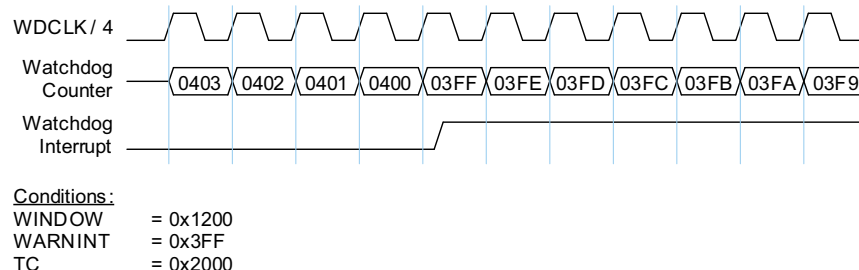 WDCLK / 4
Watchdog
Counter
0403 0402 0401 0400 03FF 03FE 03FD 03FC 03FB 03FA 03F9
Watchdog
Interrupt
Conditions:
WINDOW = 0x1200
WARNINT = 0x3FF
TC = 0x2000